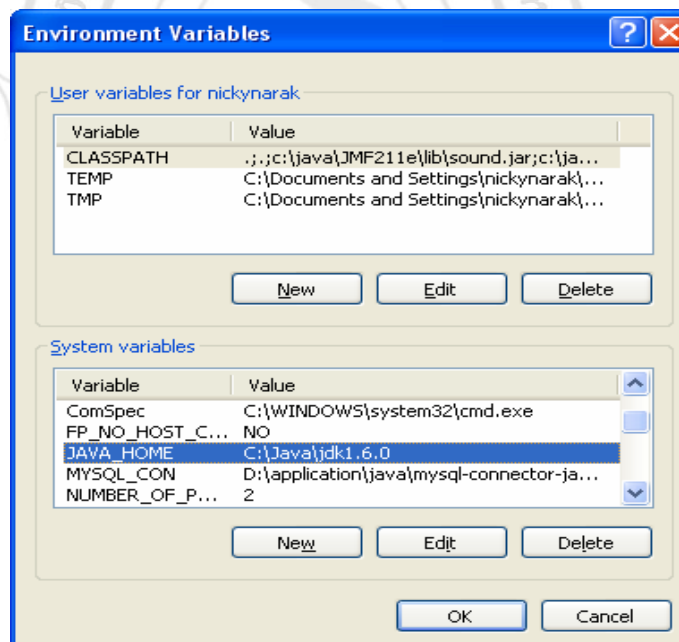 Environment Variables
User variables for nickynarak
Variable Value
CLASSPATH .;.;c:\java\JMF211e\lib\sound.jar;c:\ja...
TEMP C:\Documents and Settings\nickynarak\...
TMP C:\Documents and Settings\nickynarak\...
New Edit Delete
System variables
Variable Value
ComSpec C:\WINDOWS\system32\cmd.exe
FP_NO_HOST_C... NO
JAVA_HOME C:\Java\jdk1.6.0
MYSQL_CON D:\application\java\mysql-connector-ja...
NUMBER_OF_P... 2
New Edit Delete
OK Cancel